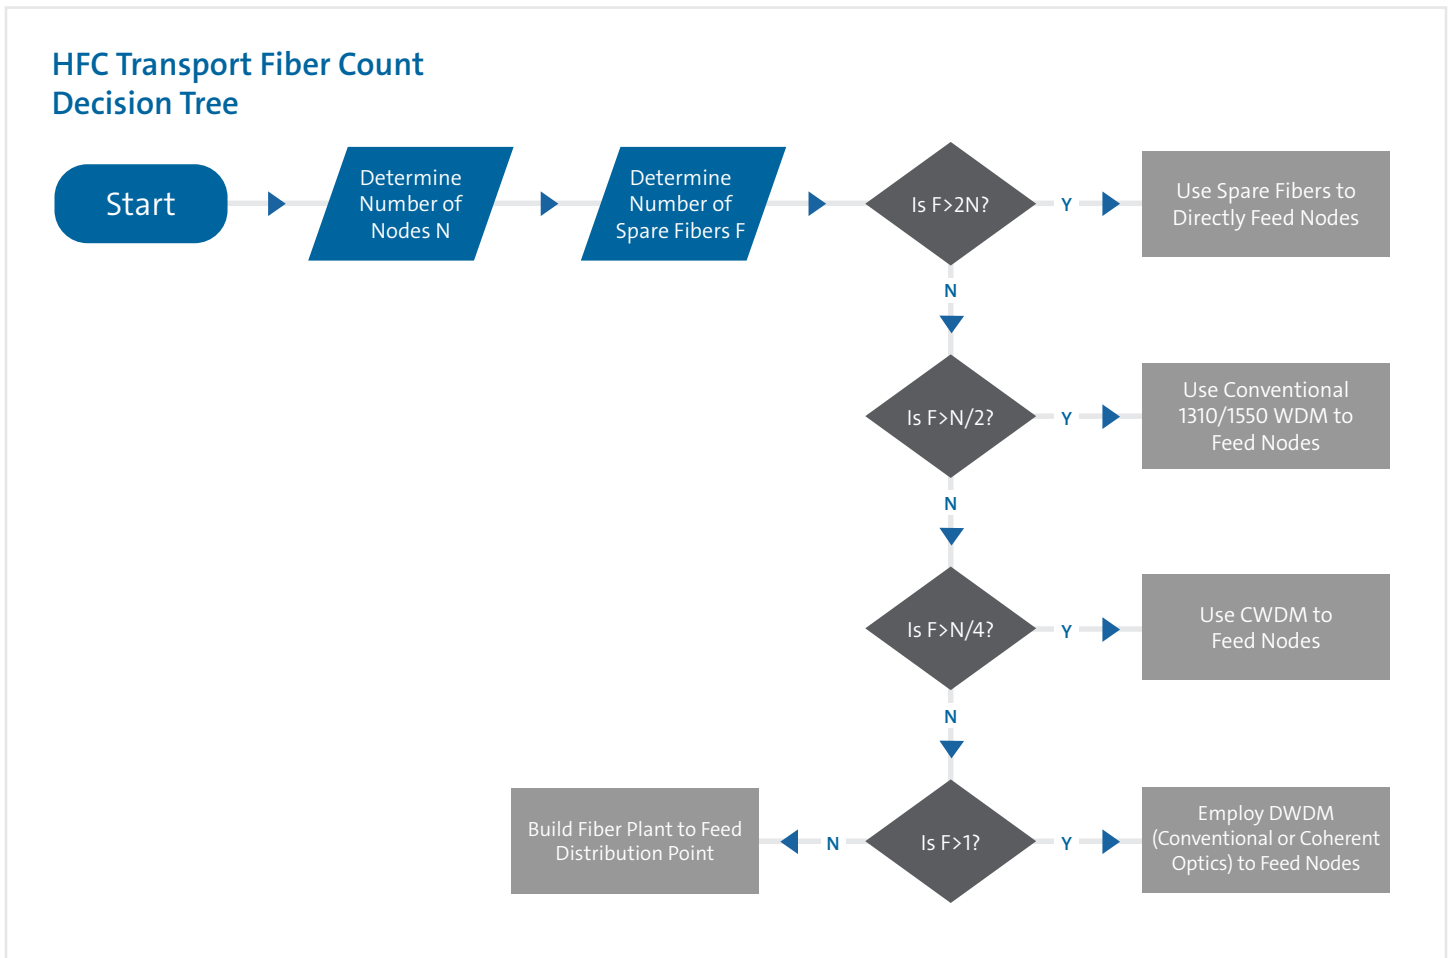 HFC Transport Fiber Count
Decision Tree
Start
Determine
Number of
Nodes N
Determine
Number of
Spare Fibers F
Is F>2N?
Y
Use Spare Fibers to
Directly Feed Nodes
N
Is F>N/2?
Y
Use Conventional
1310/1550 WDM to
Feed Nodes
N
Is F>N/4?
Y
Use CWDM to
Feed Nodes
N
Build Fiber Plant to Feed
Distribution Point
N
Is F>1?
Y
Employ DWDM
(Conventional or Coherent
Optics) to Feed Nodes